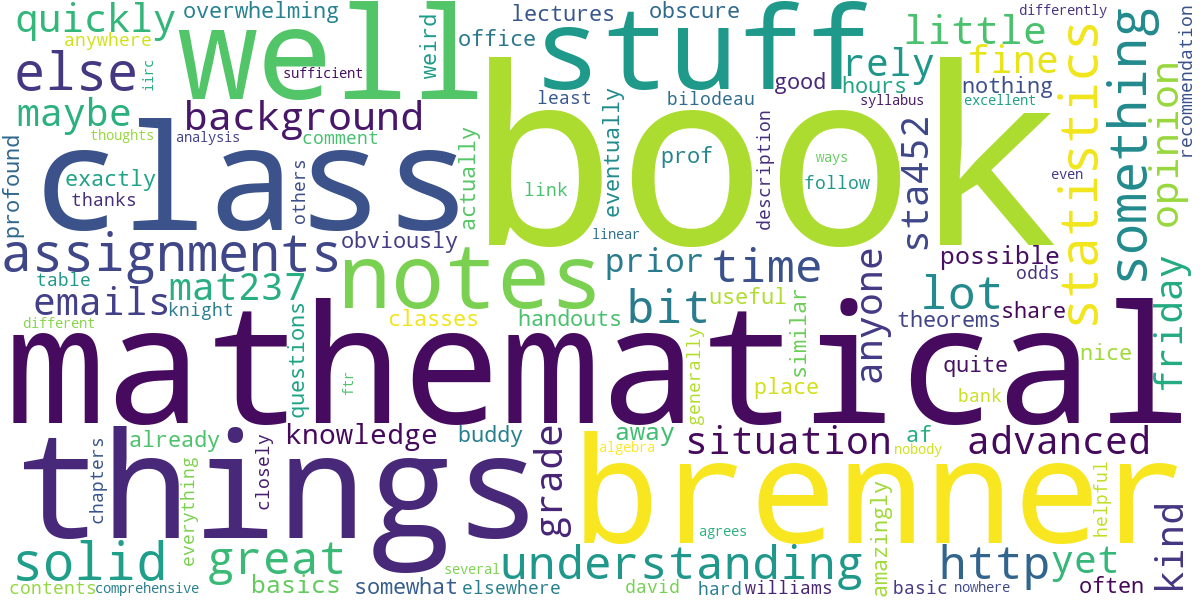 quickly
overwhelming
lectures
obscure
differently
anywhere
well
weird
office
stuff
little
something
recommendation
else
iirc
sufficient
rely
fine
statistics
good
hours
nothing
maybe
background
least
bilodeau
syllabus
excellent
opinion
thoughts
analysis
comment
book
class
profound
exactly
thanks
others
actually
eventually
link
prof
description
ways
follow
sta452
even
obviously
linear
assignments
table
mat237
notes
prior
time
anyone
possible
odds
friday
emails
knight
bit
useful
lot
theorems
share
different
questions
classes
handouts
similar
generally
mathematical
ftr
place
quite
nice
bank
things
already
knowledge
buddy
away
situation
af
advanced
chapters
everything
closely
grade
algebra
nobody
brenner
helpful
kind
agrees
amazingly
solid
great
understanding
http
yet
several
contents
comprehensive
basics
somewhat
elsewhere
david
hard
williams
basic
nowhere
often